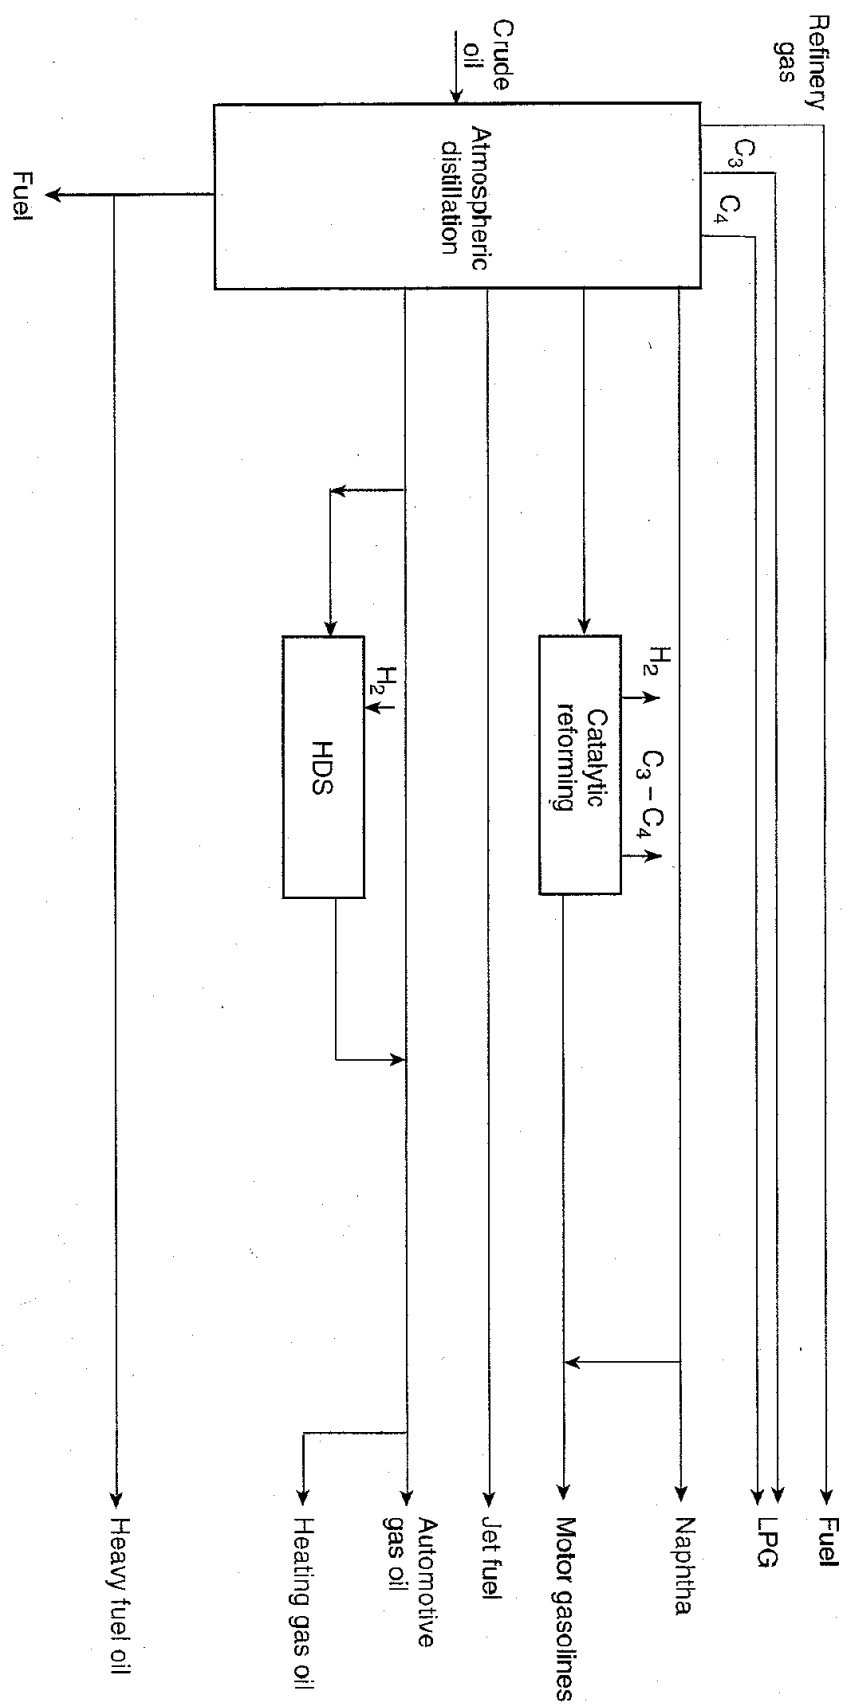 Refinery
gas
Crude
oil
C₃
C₄
Atmospheric
distillation
Fuel
H₂
C₃ – C₄
Catalytic
reforming
H₂
HDS
Fuel
LPG
Naphtha
Motor gasolines
Jet fuel
Automotive
gas oil
Heating gas oil
Heavy fuel oil